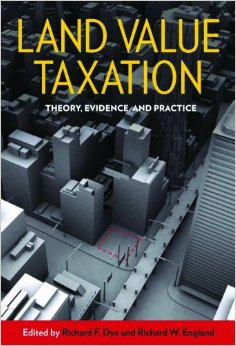 LAND VALUE
TAXATION
THEORY, EVIDENCE, AND PRACTICE
Edited by Richard F. Dye and Richard W. England